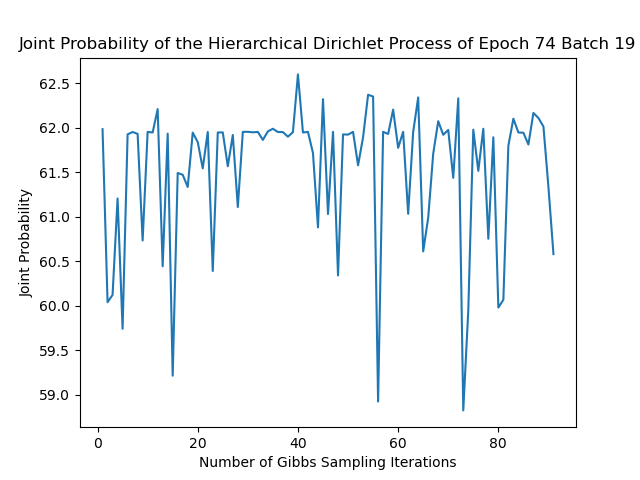 Joint Probability of the Hierarchical Dirichlet Process of Epoch 74 Batch 19
62.5
62.0
61.5
61.0
60.5
60.0
59.5
59.0
Joint Probability
0 20 40 60 80
Number of Gibbs Sampling Iterations